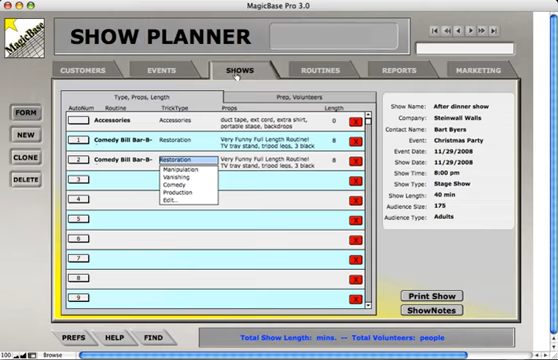 MagicBase Pro 3.0
MagicBase
SHOW PLANNER
CUSTOMERS EVENTS SHOWS ROUTINES REPORTS MARKETING
Type, Props, Length Prep, Volunteers
AutoNum Routine TrickType Props Length
Accessories duct tape, ext cord, extra shirt, 0 X
portable stage, backdrops
1 Comedy Bill Bar-B- Restoration Very Funny Full Length Routine! 8 X
TV tray stand, tripod legs, 3 black
2 Comedy Bill Bar-B- Restoration Very Funny Full Length Routine! 8 X
TV tray stand, tripod legs, 3 black
Manipulation
Vanishing
Comedy
Production
Edit...
3 X
4 X
5 X
6 X
7 X
8 X
9 X
FORM
NEW
CLONE
DELETE
Show Name: After dinner show
Company: Steinwall Walls
Contact Name: Bart Byers
Event: Christmas Party
Event Date: 11/29/2008
Show Date: 11/29/2008
Show Time: 8:00 pm
Show Type: Stage Show
Show Length: 40 min
Audience Size: 175
Audience Type: Adults
Print Show
ShowNotes
PREFS HELP FIND
Total Show Length: mins. — Total Volunteers: people
100 Browse